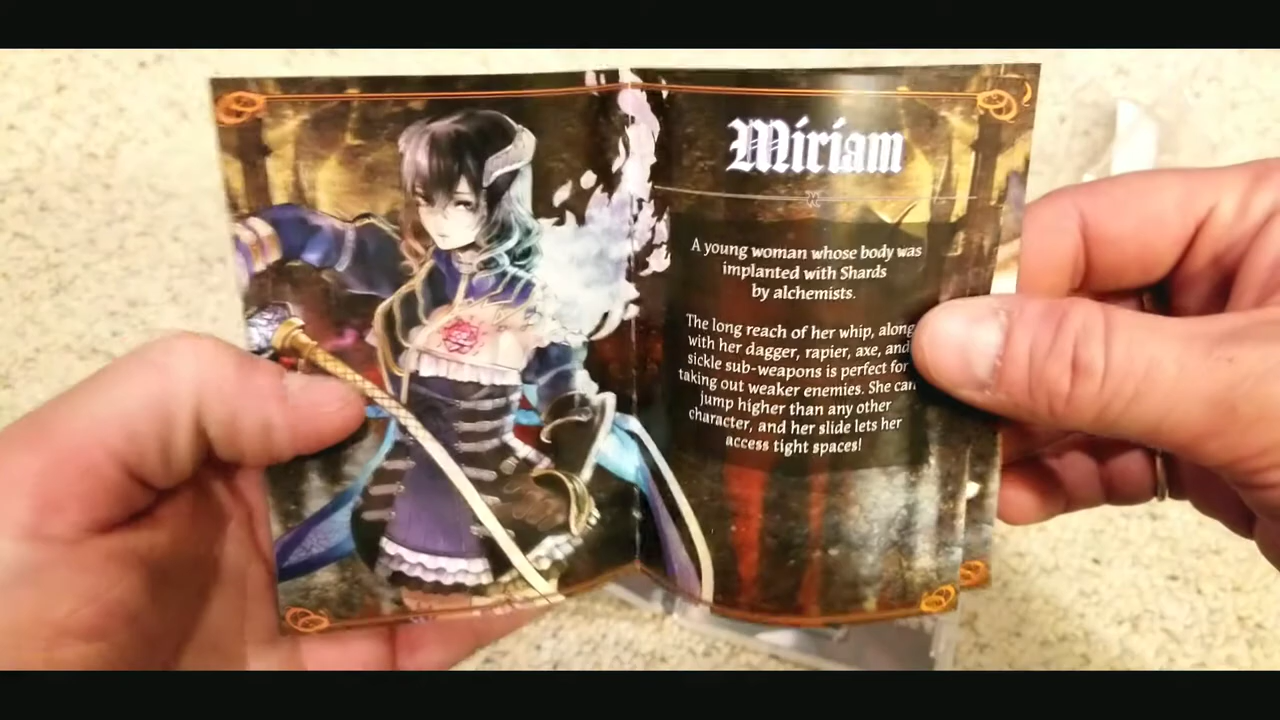 Miriam
A young woman whose body was
implanted with Shards
by alchemists.
The long reach of her whip, along
with her dagger, rapier, axe, and
sickle sub-weapons is perfect for
taking out weaker enemies. She can
jump higher than any other
character, and her slide lets her
access tight spaces!